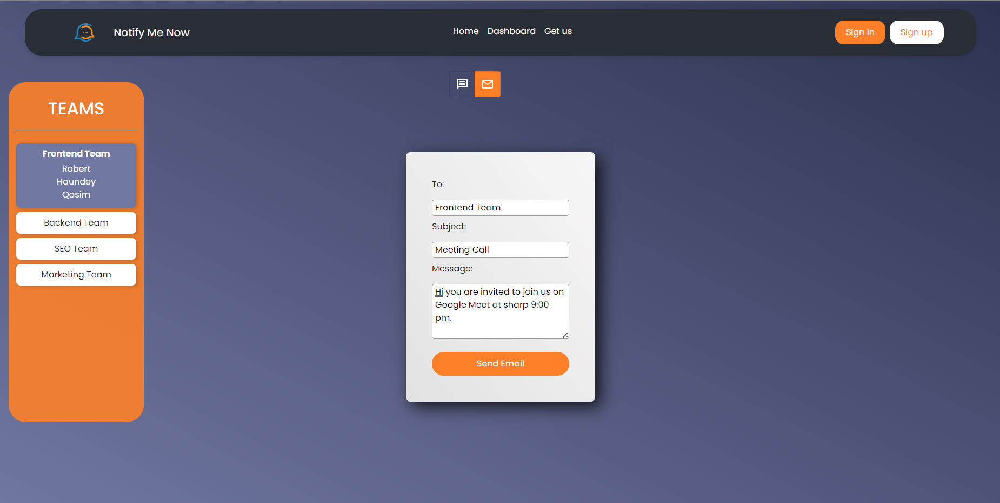 Notify Me Now
Home Dashboard Get us
Sign in
Sign up
TEAMS
Frontend Team
Robert
Haundey
Qasim
Backend Team
SEO Team
Marketing Team
To:
Frontend Team
Subject:
Meeting Call
Message:
Hi you are invited to join us on
Google Meet at sharp 9:00
pm.
Send Email